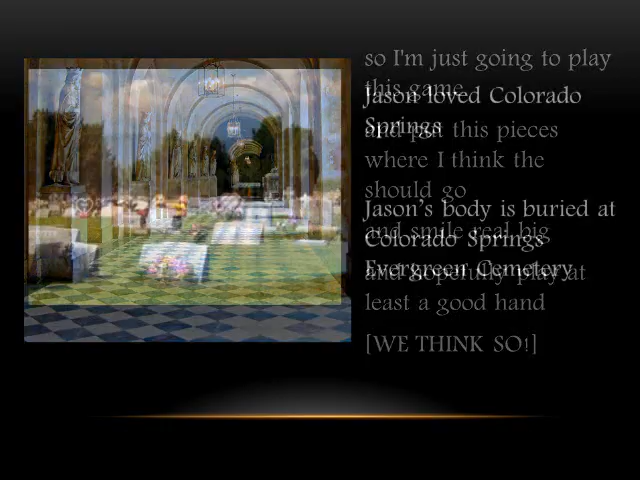 so I'm just going to play
this game
Jason loved Colorado
Springs
and put this pieces
where I think the
should go
Jason's body is buried at
and smile real big
Colorado Springs
Evergreen Cemetery
and hopefully play at
least a good hand
[WE THINK SO!]